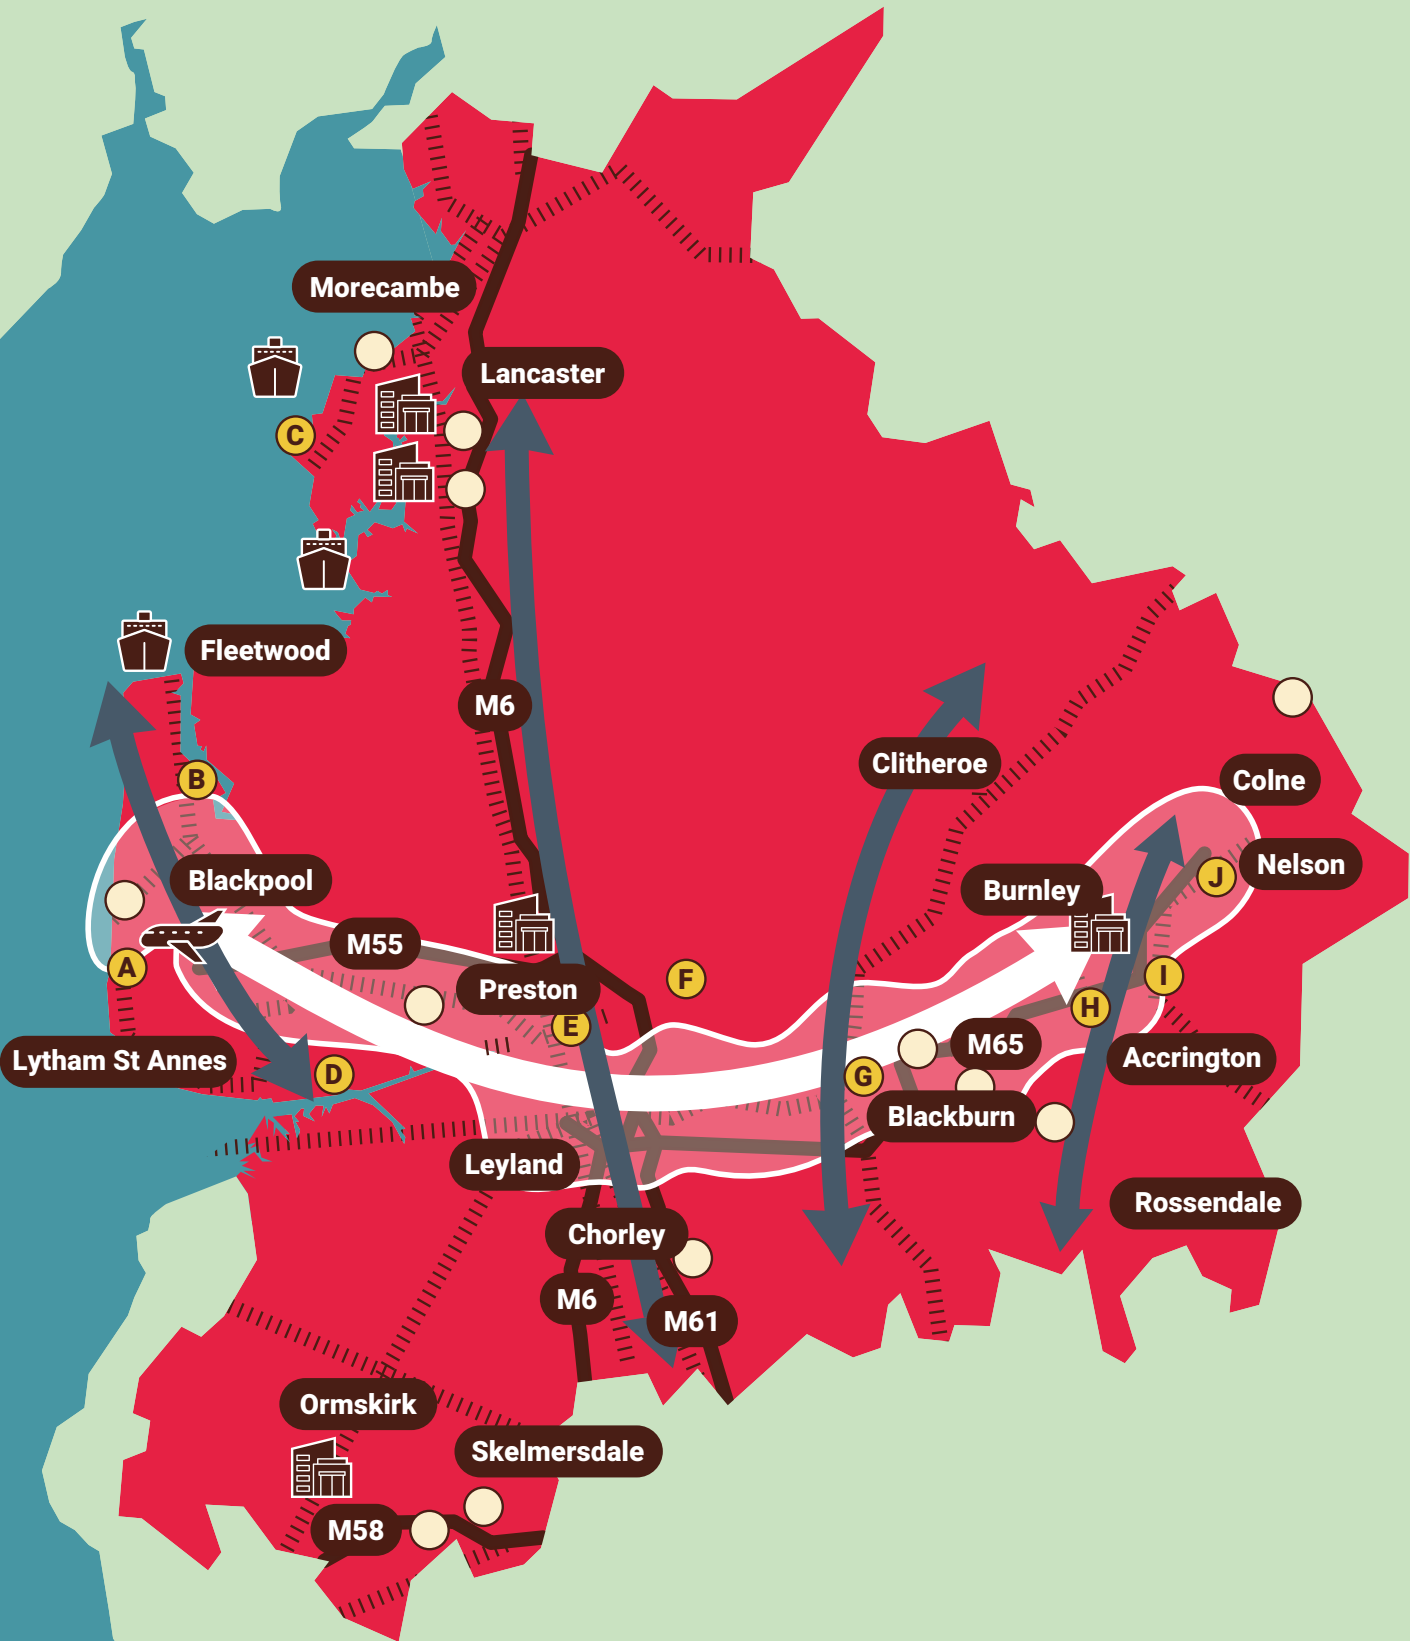 Morecambe
Lancaster
C
Fleetwood
M6
B
Clitheroe
Colne
Blackpool
Burnley
Nelson
J
M55
A
Preston
F
I
E
H
Lytham St Annes
D
G
M65
Accrington
Blackburn
Leyland
Rossendale
Chorley
M6
M61
Ormskirk
Skelmersdale
M58